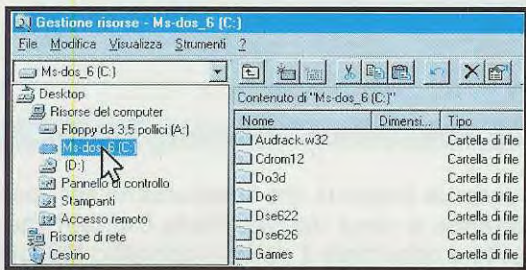 Gestione risorse - Ms-dos_6 (C:)
File Modifica Visualizza Strumenti ?
Ms-dos_6 (C:)
Desktop
Risorse del computer
Floppy da 3,5 pollici (A:)
Ms-dos_6 (C:)
(D:)
Pannello di controllo
Stampanti
Accesso remoto
Risorse di rete
Cestino
Contenuto di "Ms-dos_6 (C:)"
Nome Dimensi... Tipo
Audrack.w32 Cartella di file
Cdrom12 Cartella di file
Do3d Cartella di file
Dos Cartella di file
Dse622 Cartella di file
Dse626 Cartella di file
Games Cartella di file